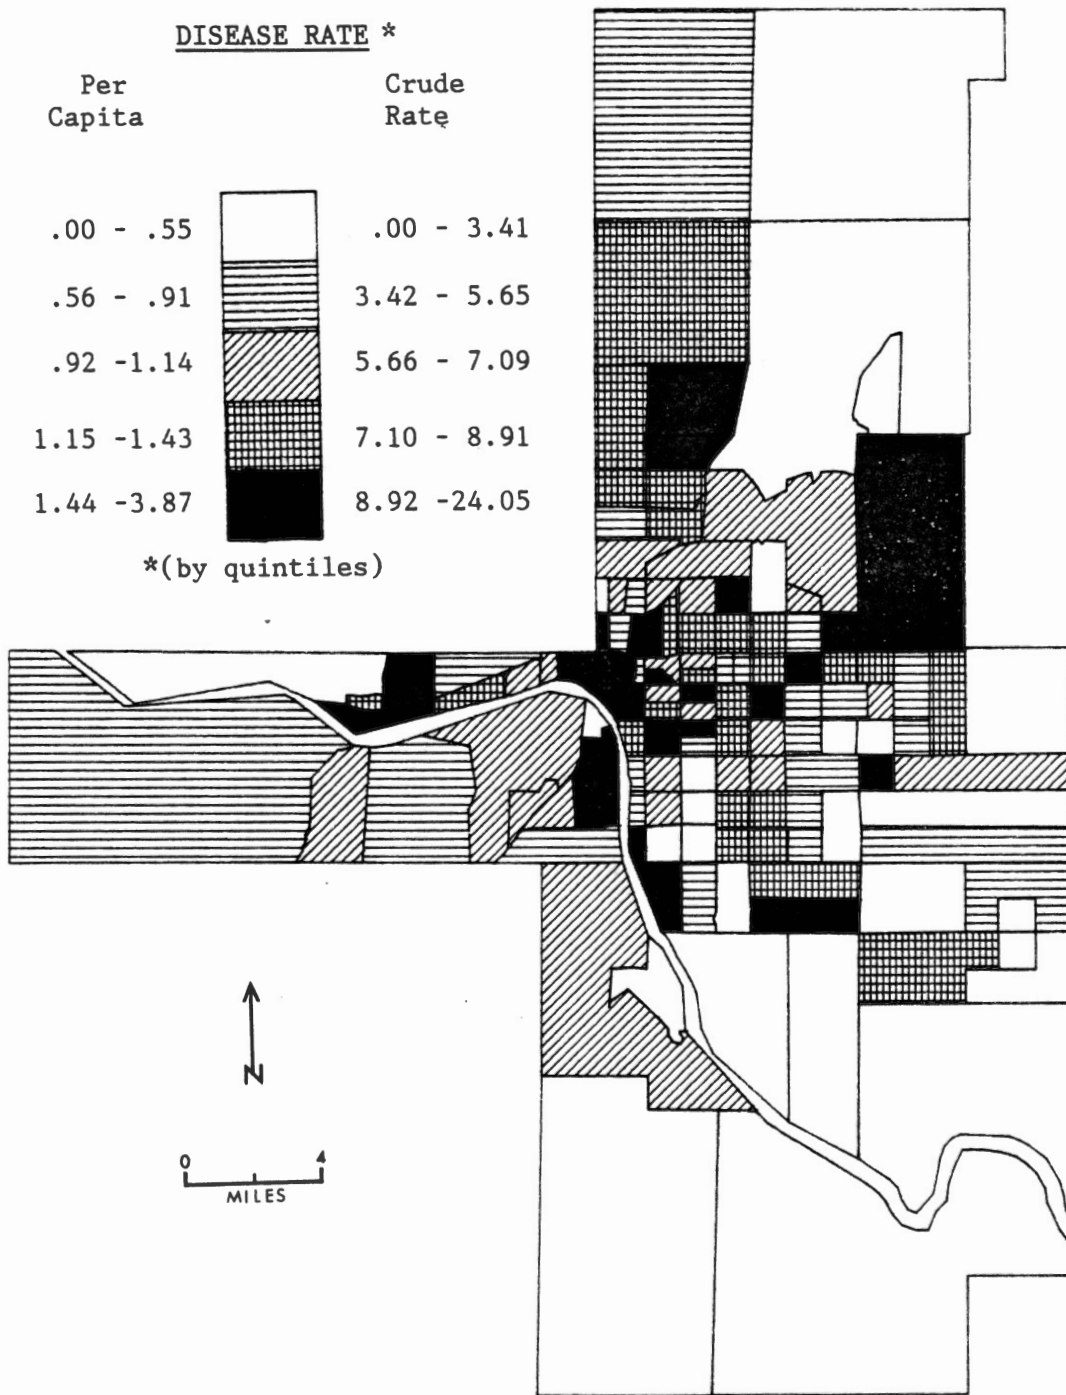 DISEASE RATE *
Per Capita
Crude Rate
.00 - .55
.00 - 3.41
.56 - .91
3.42 - 5.65
.92 -1.14
5.66 - 7.09
1.15 -1.43
7.10 - 8.91
1.44 -3.87
8.92 -24.05
*(by quintiles)
N
0 4
MILES